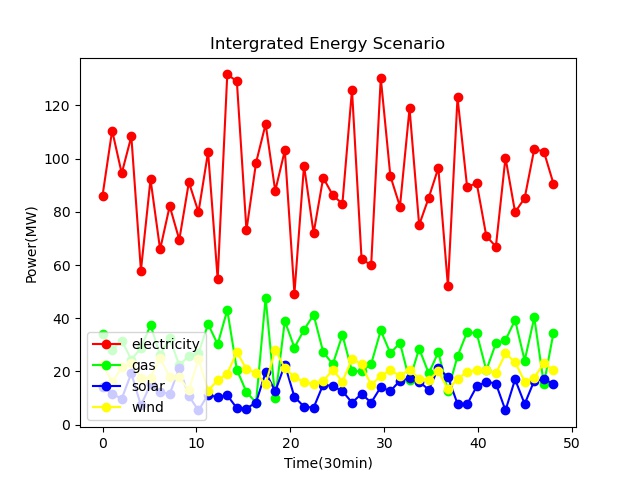 Intergrated Energy Scenario
Power(MW)
120
100
80
60
40
20
0
electricity
gas
solar
wind
0 10 20 30 40 50
Time(30min)